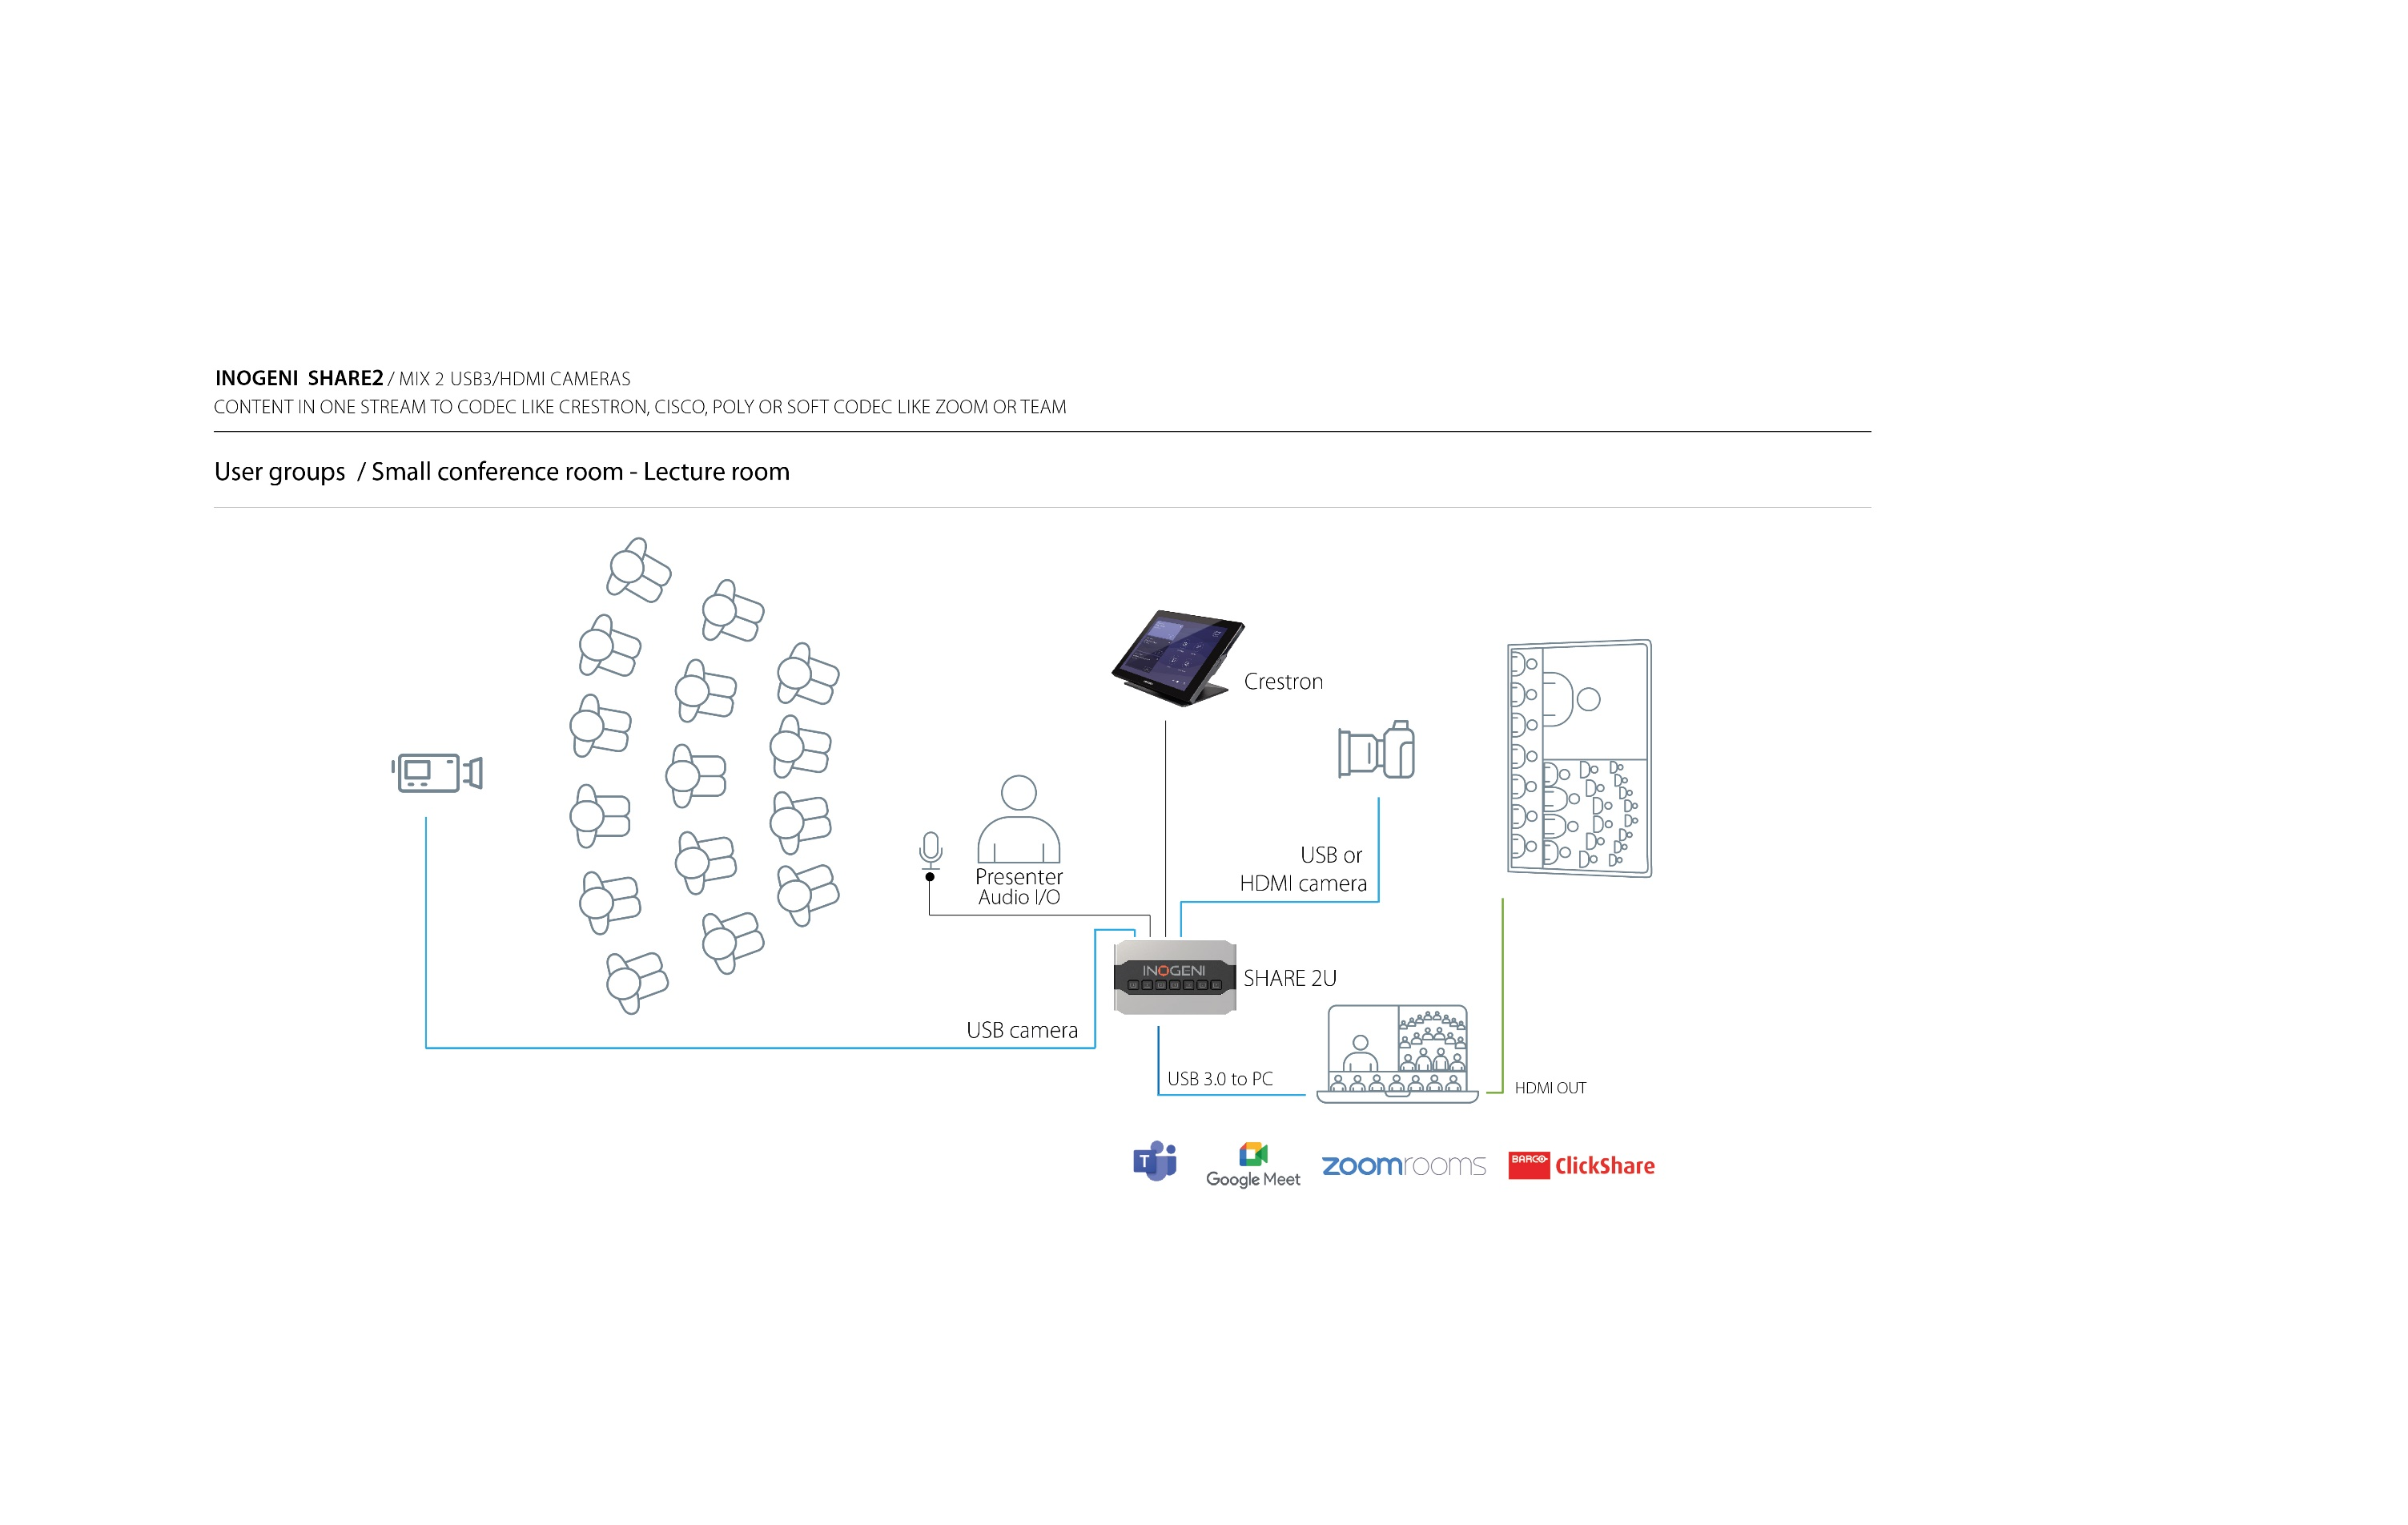 INOGENI SHARE2 / MIX 2 USB3/HDMI CAMERAS
CONTENT IN ONE STREAM TO CODEC LIKE CRESTRON, CISCO, POLY OR SOFT CODEC LIKE ZOOM OR TEAM
User groups / Small conference room - Lecture room
Crestron
USB or
HDMI camera
Presenter
Audio I/O
INOGENI
SHARE 2U
USB camera
USB 3.0 to PC
HDMI OUT
T
Google Meet
zoomrooms
BARCO ClickShare